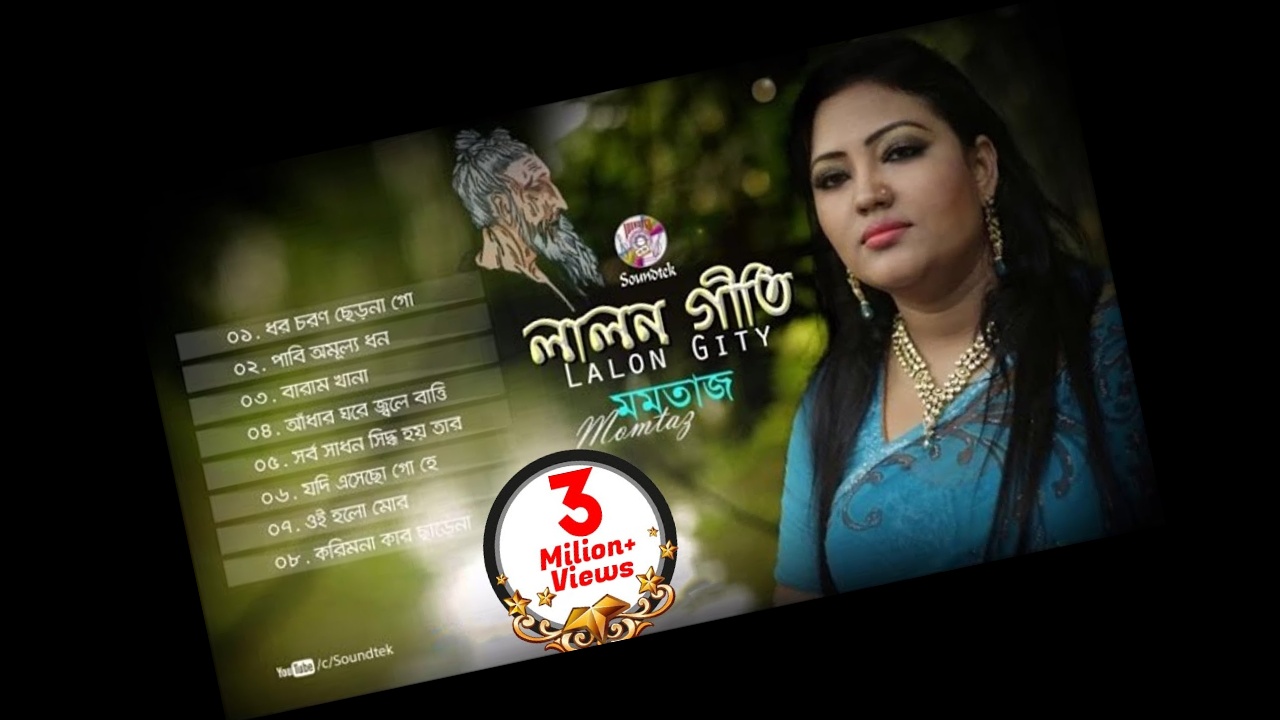 ০১. ধর চরণ ছেড়না গো
০২. পাবি অমূল্য ধন
০৩. বারাম খানা
০৪. আঁধার ঘরে জ্বলে বাত্তি
০৫. সর্ব সাধন সিদ্ধ হয় তার
০৬. যদি এসেছো গো হে
০৭. ওই হলো মোর
০৮. করিমনা কাব ছাড়েনা
Soundtek
লালন গীতি
LALON GITY
মমতাজ
Momtaz
3
Milion+
Views
YouTube /c/Soundtek